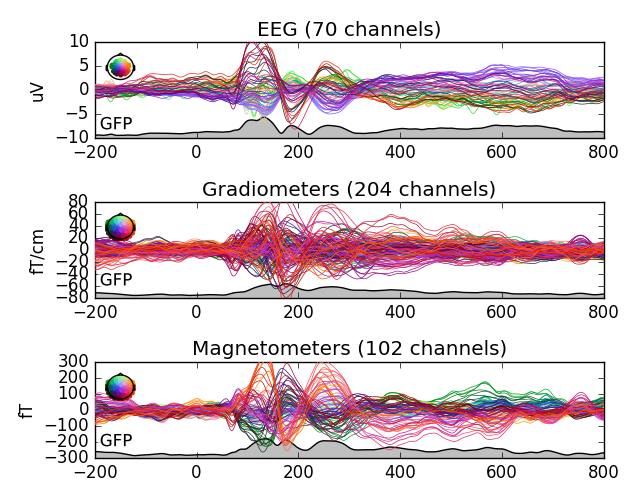 EEG (70 channels)
10
5
0
−5
−10
uV
GFP
−200 0 200 400 600 800
Gradiometers (204 channels)
80
60
40
20
0
−20
−40
−60
−80
fT/cm
GFP
−200 0 200 400 600 800
Magnetometers (102 channels)
300
200
100
0
−100
−200
−300
fT
GFP
−200 0 200 400 600 800